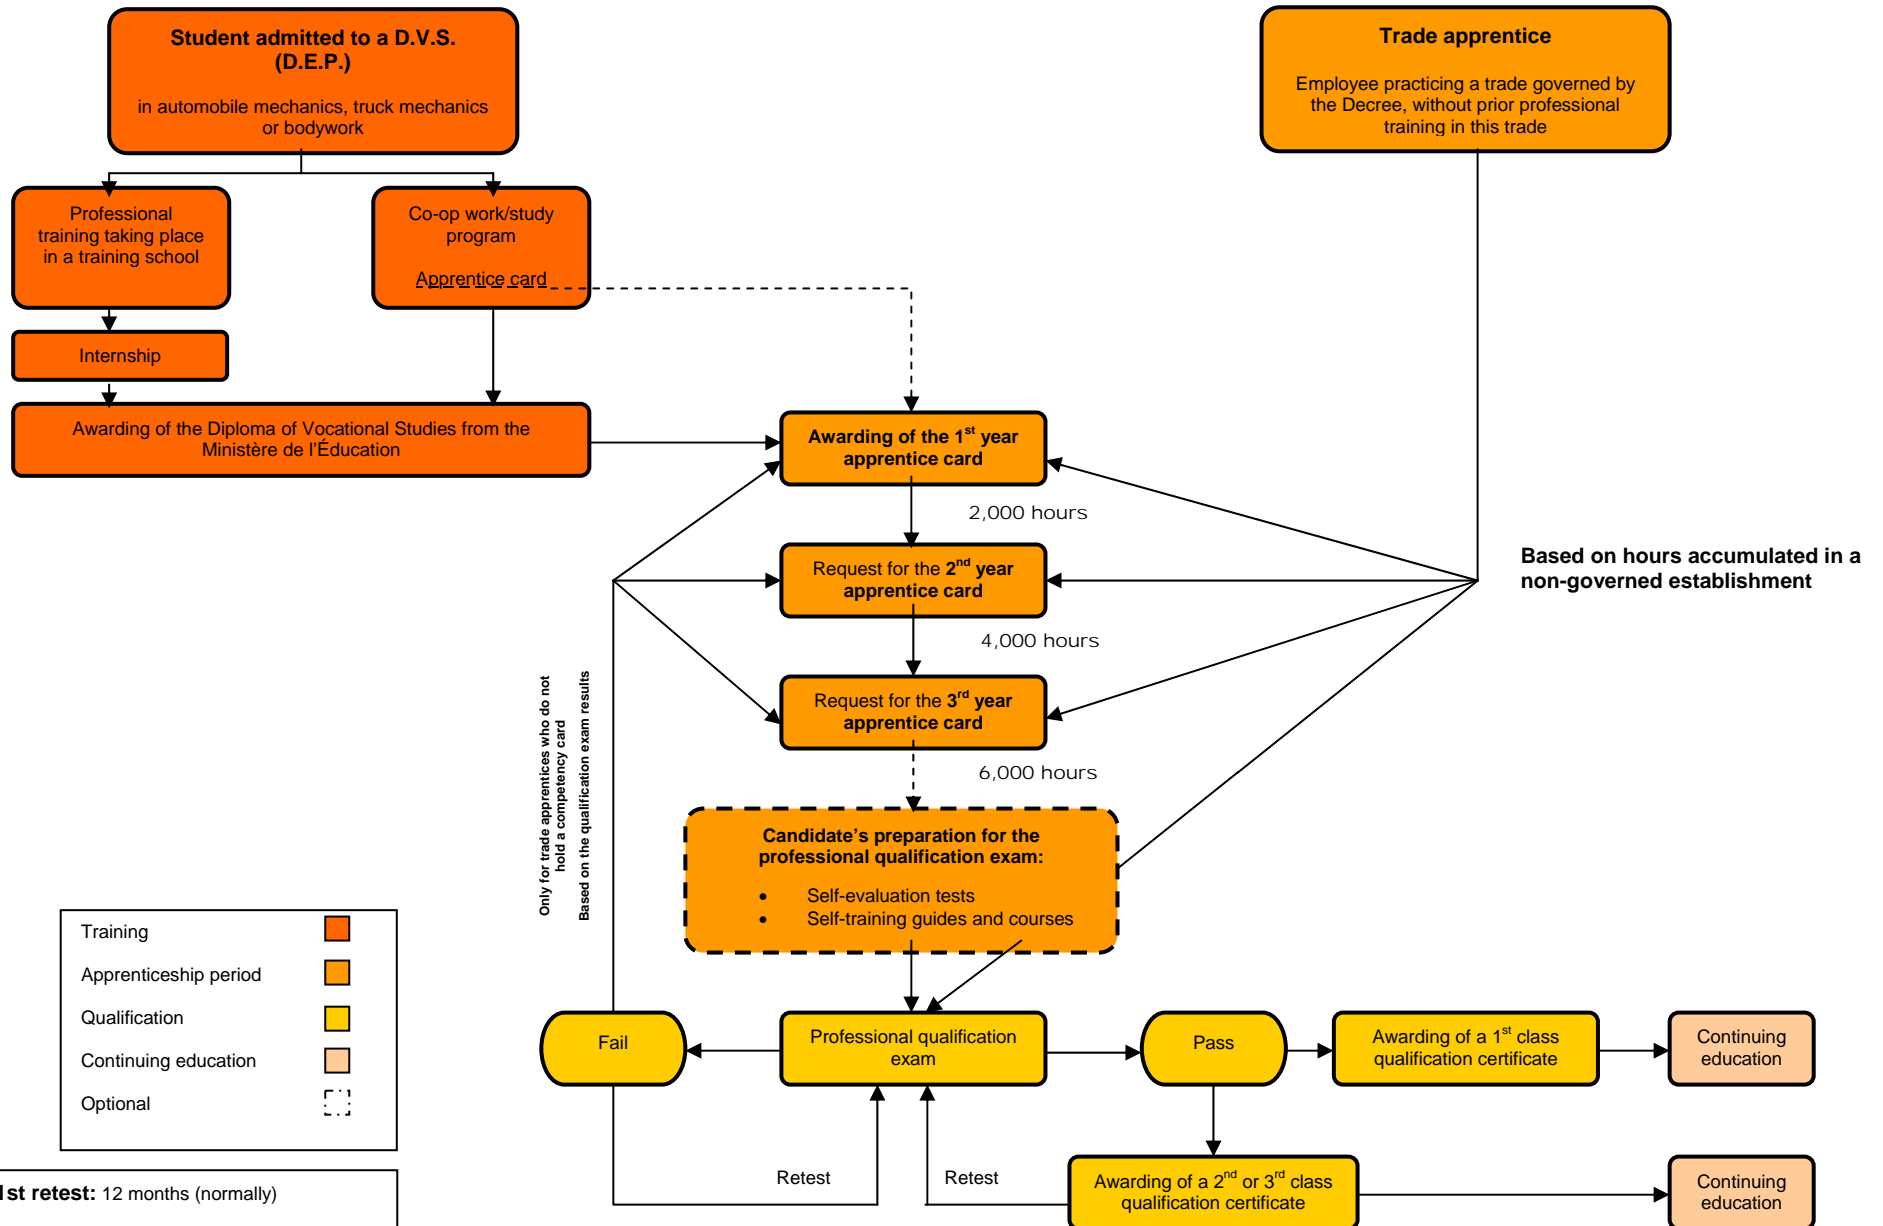 Student admitted to a D.V.S.
(D.E.P.)
in automobile mechanics, truck mechanics
or bodywork
Trade apprentice
Employee practicing a trade governed by
the Decree, without prior professional
training in this trade
Professional
training taking place
in a training school
Co-op work/study
program
Apprentice card
Internship
Awarding of the Diploma of Vocational Studies from the
Ministère de l'Éducation
Awarding of the 1st year
apprentice card
2,000 hours
Request for the 2nd year
apprentice card
Based on hours accumulated in a
non-governed establishment
4,000 hours
Request for the 3rd year
apprentice card
6,000 hours
Only for trade apprentices who do not
hold a competency card
Based on the qualification exam results
Candidate’s preparation for the
professional qualification exam:
• Self-evaluation tests
• Self-training guides and courses
Training
Apprenticeship period
Qualification
Continuing education
Optional
Fail
Professional qualification
exam
Pass
Awarding of a 1st class
qualification certificate
Continuing
education
Retest
Retest
Awarding of a 2nd or 3rd class
qualification certificate
Continuing
education
1st retest: 12 months (normally)